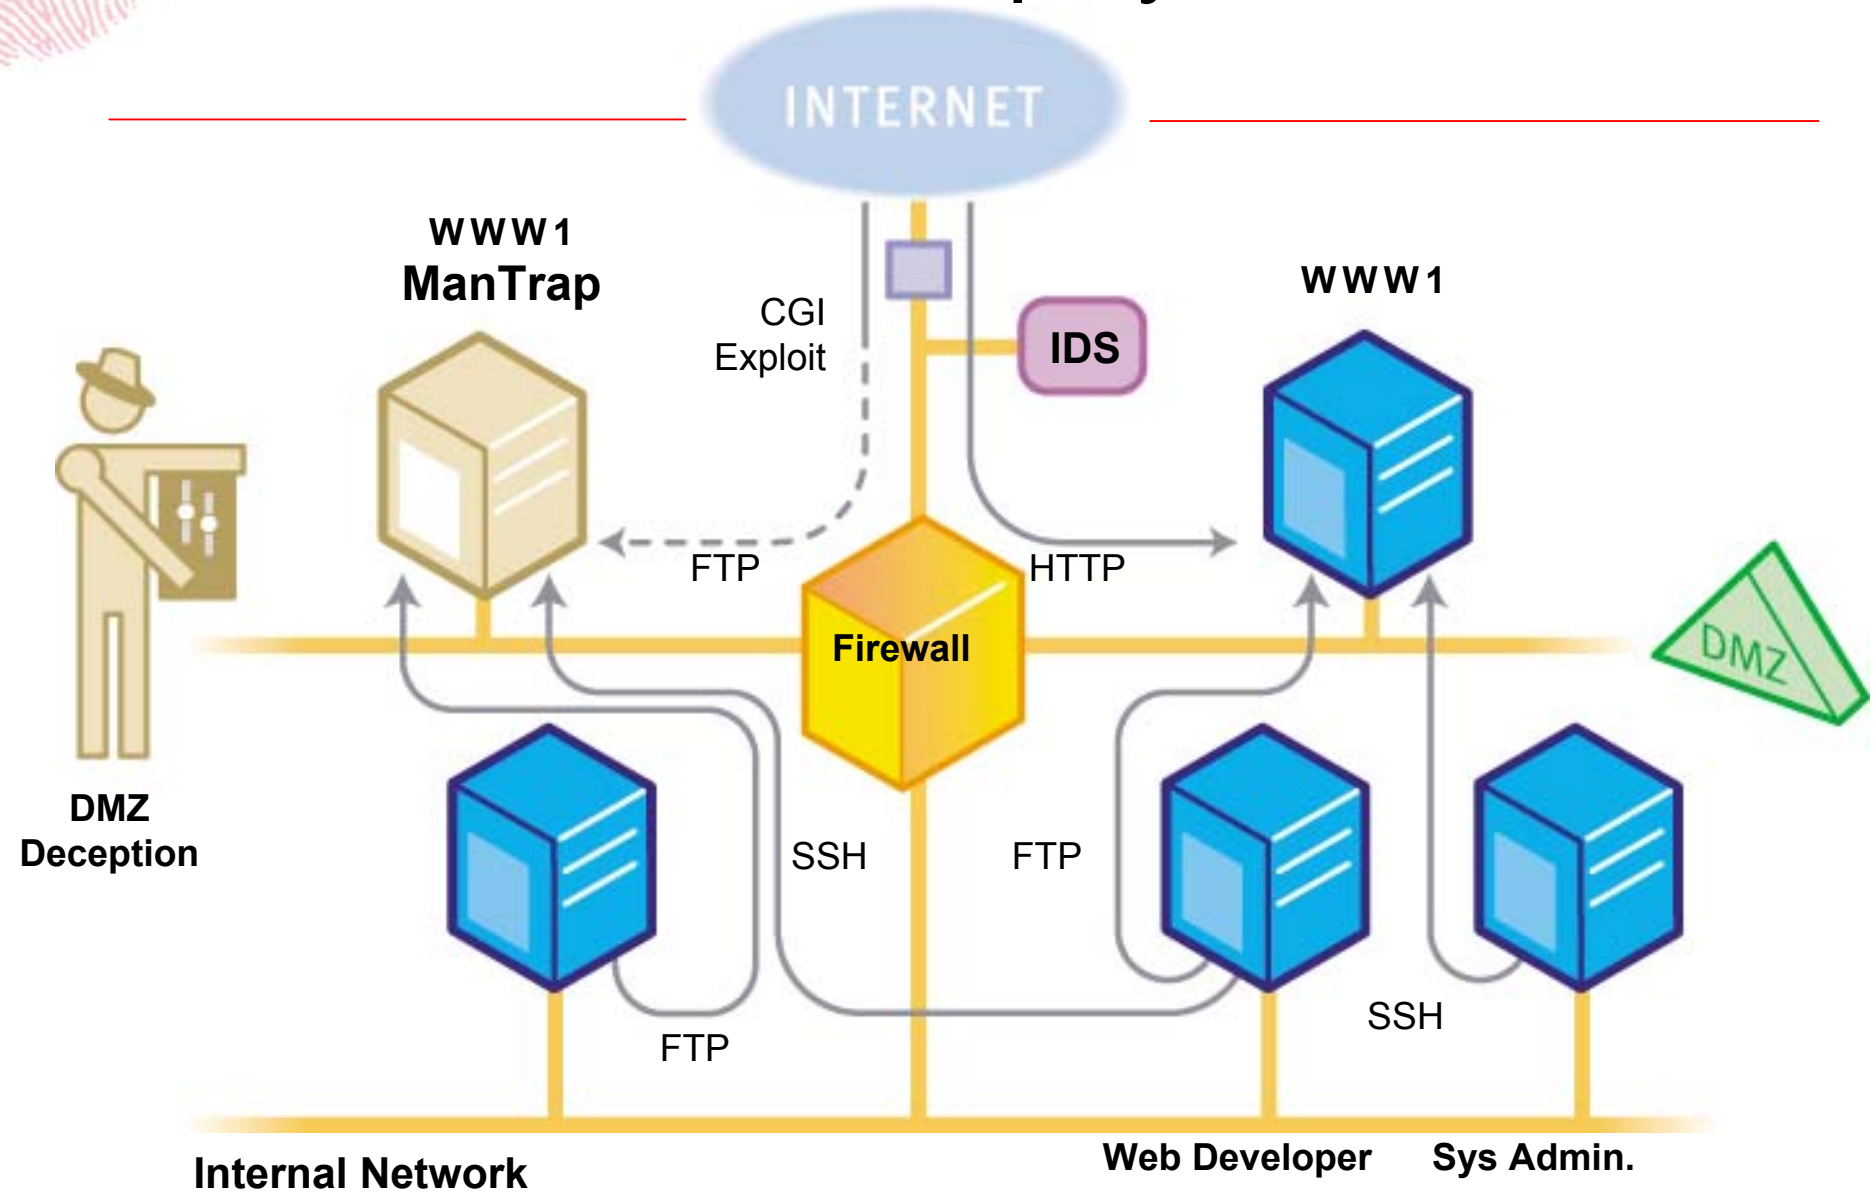 INTERNET
WWW1
ManTrap
WWW1
CGI
Exploit
IDS
FTP
HTTP
Firewall
DMZ
DMZ
Deception
SSH
FTP
SSH
FTP
Web Developer
Sys Admin.
Internal Network